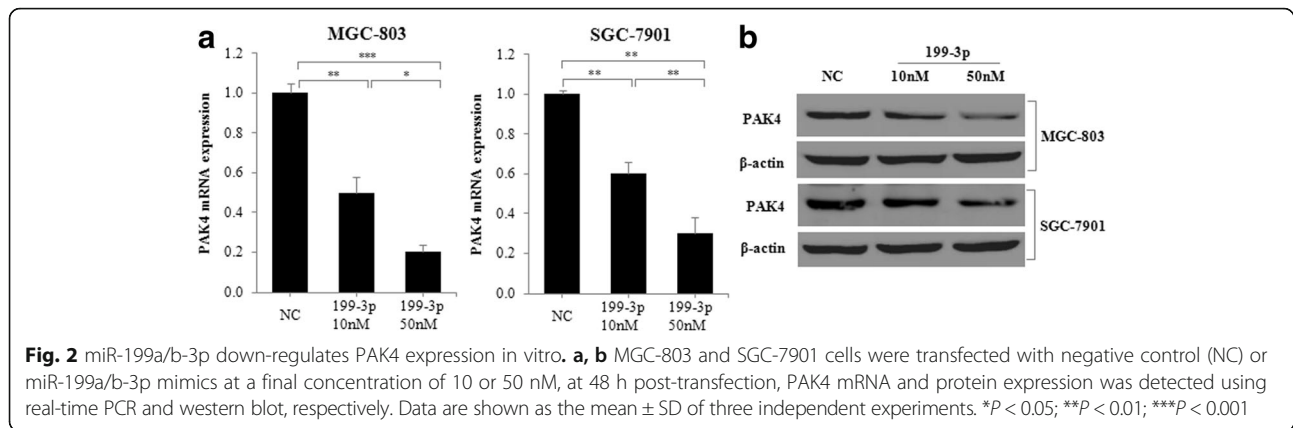 a
MGC-803
1.2
1.0
0.8
0.6
0.4
0.2
0.0
PAK4 mRNA expression
***
**
*
NC
199-3p
10nM
199-3p
50nM
SGC-7901
1.2
1.0
0.8
0.6
0.4
0.2
0.0
PAK4 mRNA expression
**
**
**
NC
199-3p
10nM
199-3p
50nM
b
199-3p
NC
10nM
50nM
PAK4
β-actin
MGC-803
PAK4
β-actin
SGC-7901
Fig. 2 miR-199a/b-3p down-regulates PAK4 expression in vitro. a, b MGC-803 and SGC-7901 cells were transfected with negative control (NC) or
miR-199a/b-3p mimics at a final concentration of 10 or 50 nM, at 48 h post-transfection, PAK4 mRNA and protein expression was detected using
real-time PCR and western blot, respectively. Data are shown as the mean ± SD of three independent experiments. *P < 0.05; **P < 0.01; ***P < 0.001